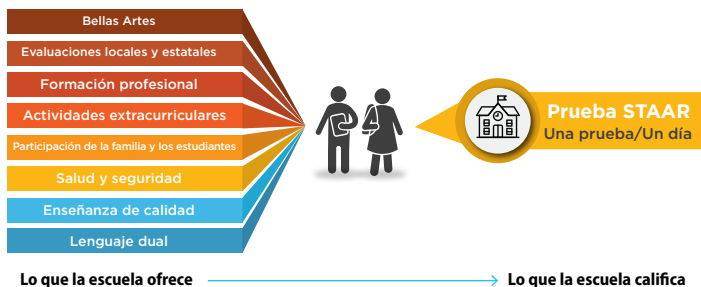 Bellas Artes
Evaluaciones locales y estatales
Formación profesional
Actividades extracurriculares
Participación de la familia y los estudiantes
Salud y seguridad
Enseñanza de calidad
Lenguaje dual
Prueba STAAR
Una prueba/Un día
Lo que la escuela ofrece
Lo que la escuela califica